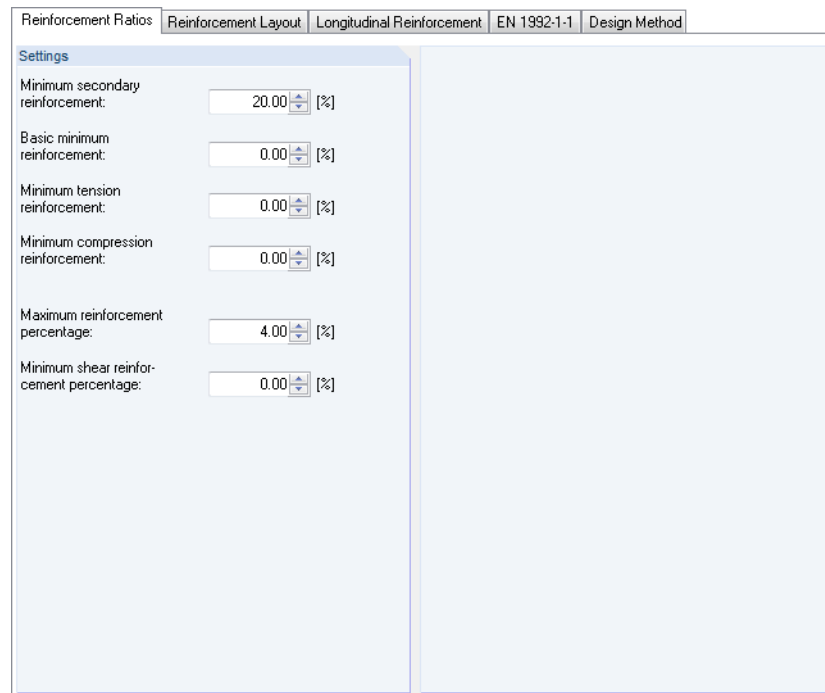 Reinforcement Ratios Reinforcement Layout Longitudinal Reinforcement EN 1992-1-1 Design Method
Settings
Minimum secondary
reinforcement: 20.00 [%]
Basic minimum
reinforcement: 0.00 [%]
Minimum tension
reinforcement: 0.00 [%]
Minimum compression
reinforcement: 0.00 [%]
Maximum reinforcement
percentage: 4.00 [%]
Minimum shear reinfor-
cement percentage: 0.00 [%]